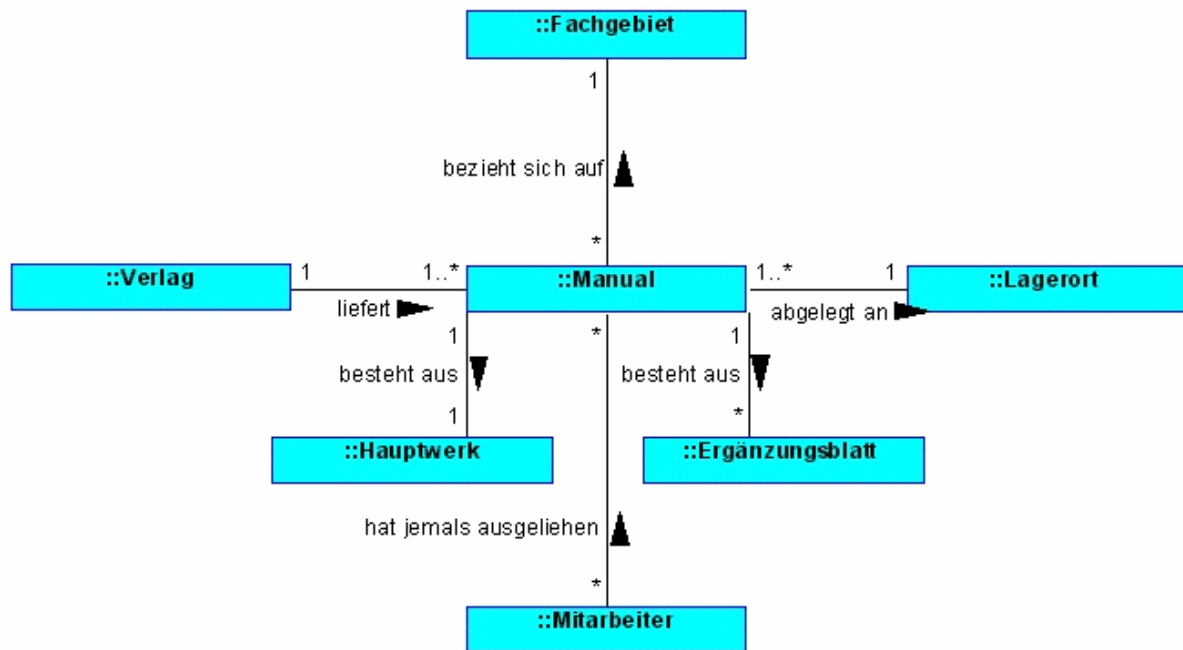 ::Fachgebiet
1
bezieht sich auf
*
::Verlag
1
1..*
liefert
::Manual
1..*
1
abgelegt an
::Lagerort
1
besteht aus
1
*
1
besteht aus
*
::Hauptwerk
::Ergänzungsblatt
hat jemals ausgeliehen
*
::Mitarbeiter